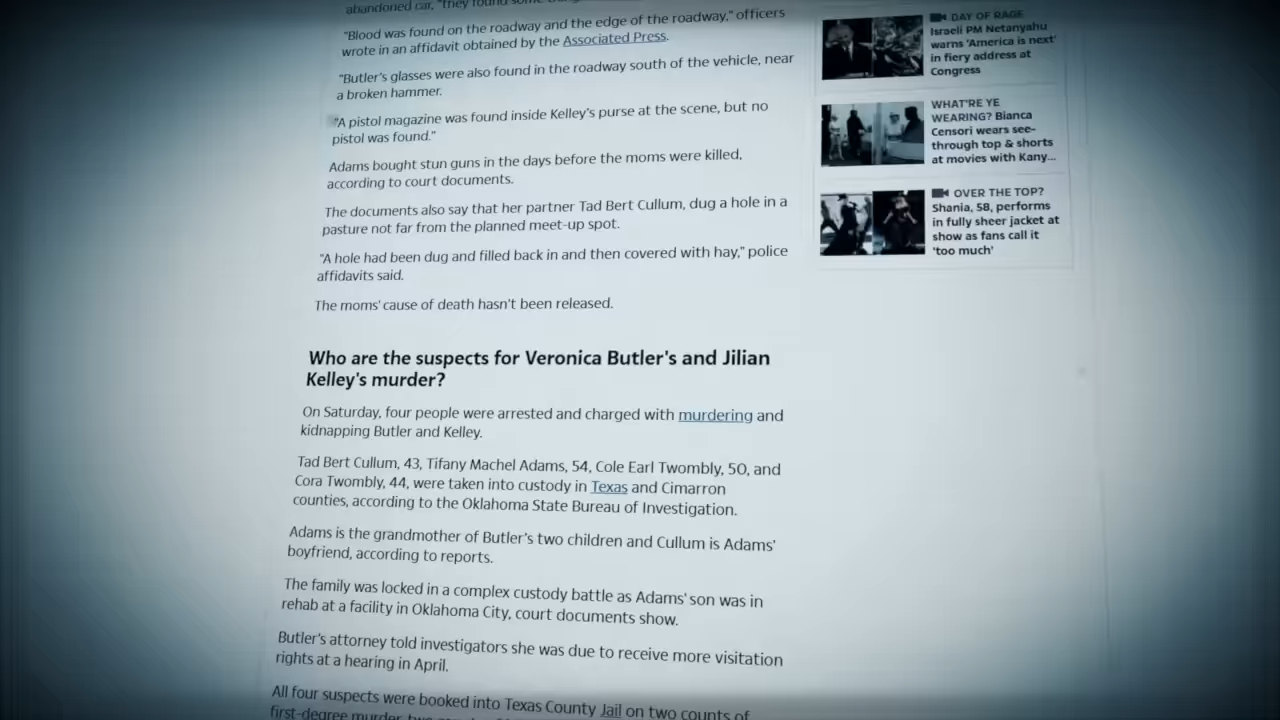 abandoned car, "they found some
"Blood was found on the roadway and the edge of the roadway," officers
wrote in an affidavit obtained by the Associated Press.
"Butler's glasses were also found in the roadway south of the vehicle, near
a broken hammer.
"A pistol magazine was found inside Kelley's purse at the scene, but no
pistol was found."
Adams bought stun guns in the days before the moms were killed,
according to court documents.
The documents also say that her partner Tad Bert Cullum, dug a hole in a
pasture not far from the planned meet-up spot.
"A hole had been dug and filled back in and then covered with hay," police
affidavits said.
The moms' cause of death hasn't been released.
Who are the suspects for Veronica Butler's and Jilian
Kelley's murder?
On Saturday, four people were arrested and charged with murdering and
kidnapping Butler and Kelley.
Tad Bert Cullum, 43, Tifany Machel Adams, 54, Cole Earl Twombly, 50, and
Cora Twombly, 44, were taken into custody in Texas and Cimarron
counties, according to the Oklahoma State Bureau of Investigation.
Adams is the grandmother of Butler's two children and Cullum is Adams'
boyfriend, according to reports.
The family was locked in a complex custody battle as Adams' son was in
rehab at a facility in Oklahoma City, court documents show.
Butler's attorney told investigators she was due to receive more visitation
rights at a hearing in April.
All four suspects were booked into Texas County Jail on two counts of
first-degree murder, two
DAY OF RAGE
Israeli PM Netanyahu
warns 'America is next'
in fiery address at
Congress
WHAT'RE YE
WEARING? Bianca
Censori wears see-
through top & shorts
at movies with Kany...
OVER THE TOP?
Shania, 58, performs
in fully sheer jacket at
show as fans call it
'too much'